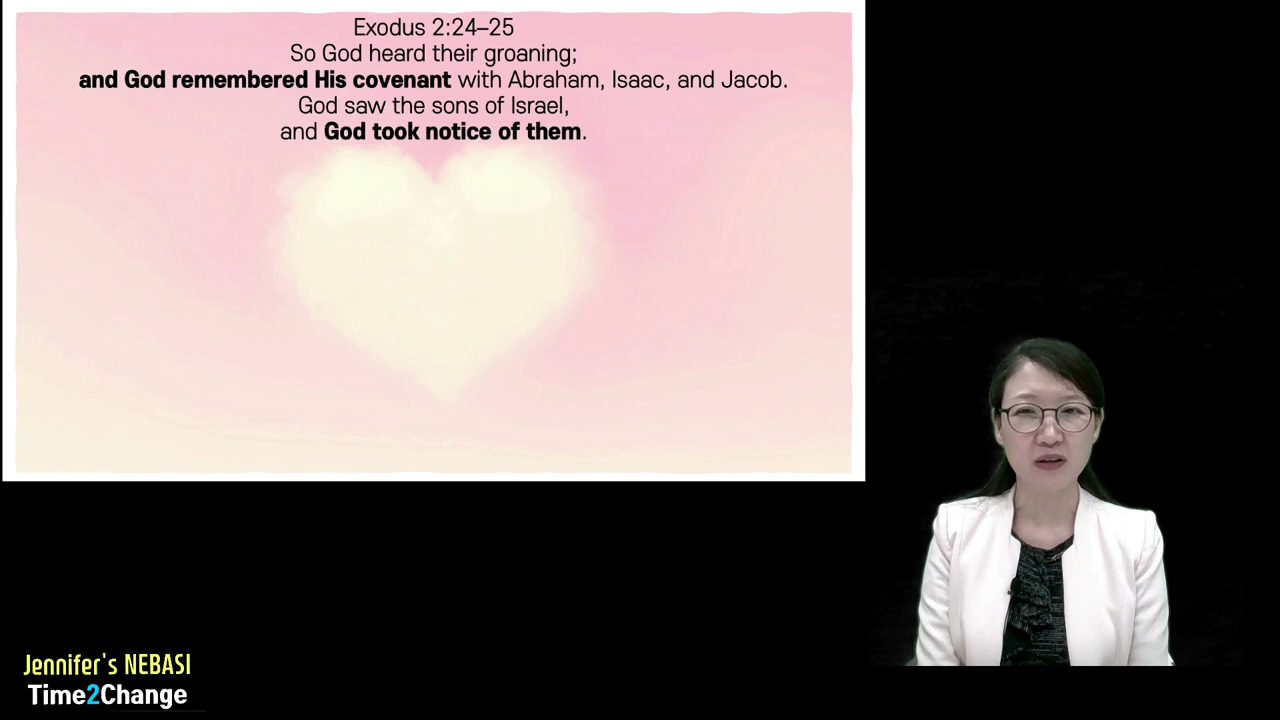 Exodus 2:24–25
So God heard their groaning;
and God remembered His covenant with Abraham, Isaac, and Jacob.
God saw the sons of Israel,
and God took notice of them.
Jennifer's NEBASI
Time2Change